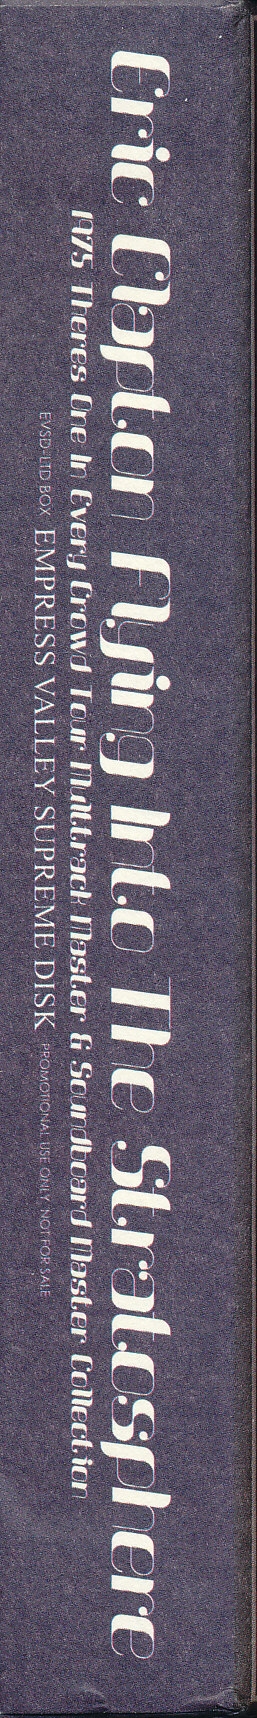 Eric Clapton Flying Into The Stratosphere
1975 Theres One In Every Crowd Tour Multitrack Master & Soundboard Master Collection
EVSD-LTD BOX EMPRESS VALLEY SUPREME DISK PROMOTIONAL USE ONLY NOT FOR SALE